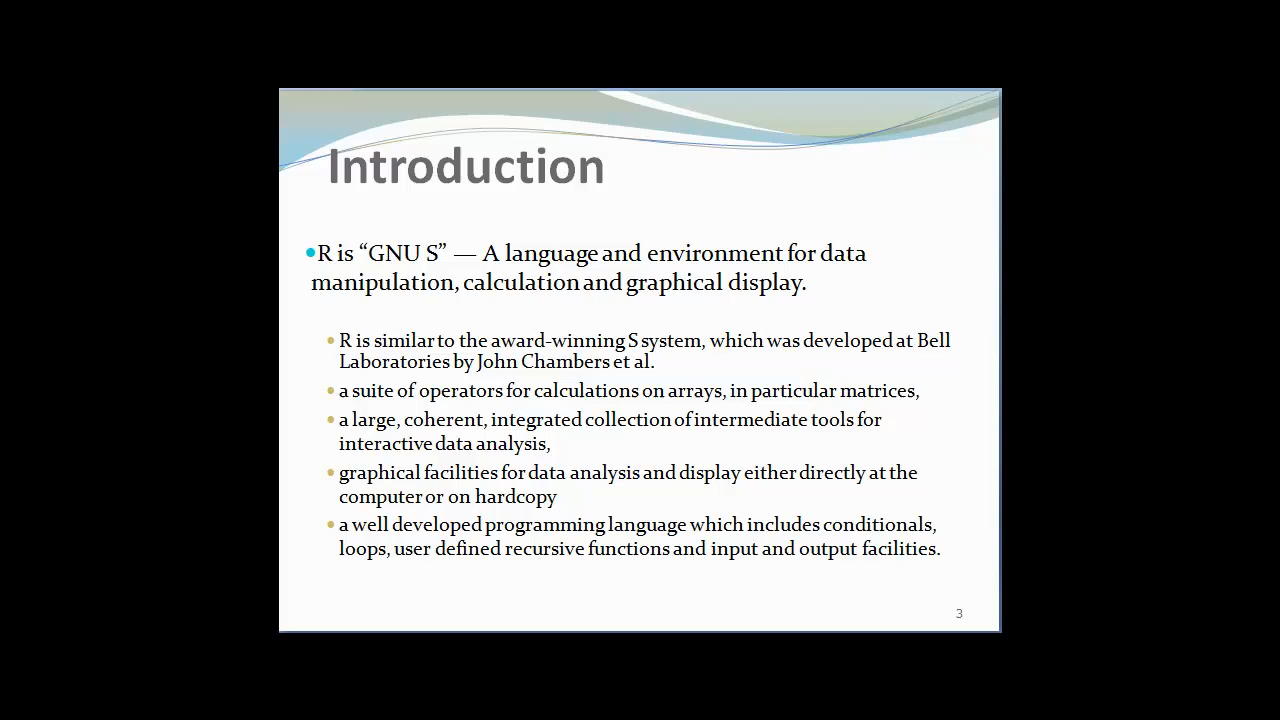 Introduction
•R is “GNU S” — A language and environment for data
manipulation, calculation and graphical display.
• R is similar to the award-winning S system, which was developed at Bell
Laboratories by John Chambers et al.
• a suite of operators for calculations on arrays, in particular matrices,
• a large, coherent, integrated collection of intermediate tools for
interactive data analysis,
• graphical facilities for data analysis and display either directly at the
computer or on hardcopy
• a well developed programming language which includes conditionals,
loops, user defined recursive functions and input and output facilities.
3